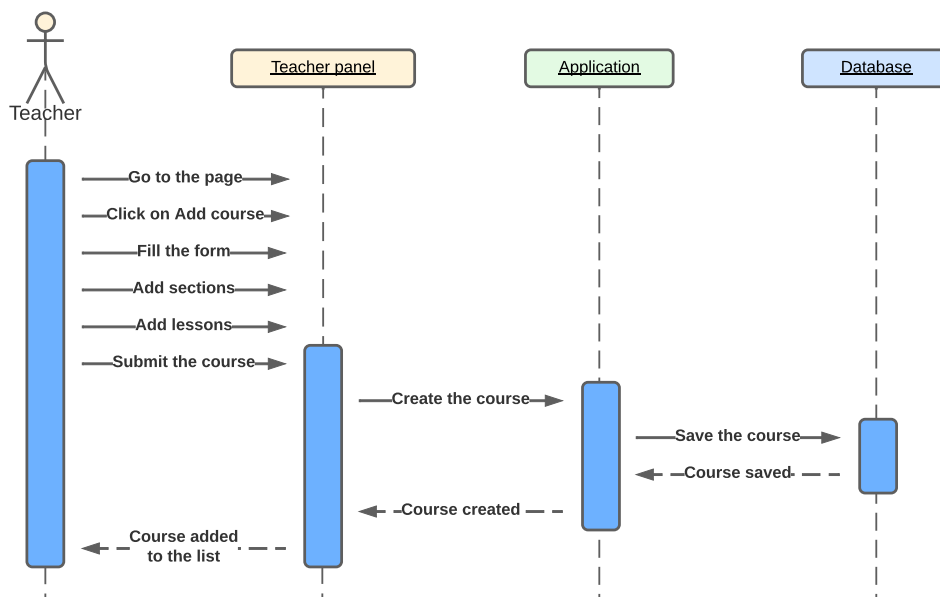 Teacher
Teacher panel
Application
Database
Go to the page
Click on Add course
Fill the form
Add sections
Add lessons
Submit the course
Create the course
Save the course
Course saved
Course created
Course added
to the list